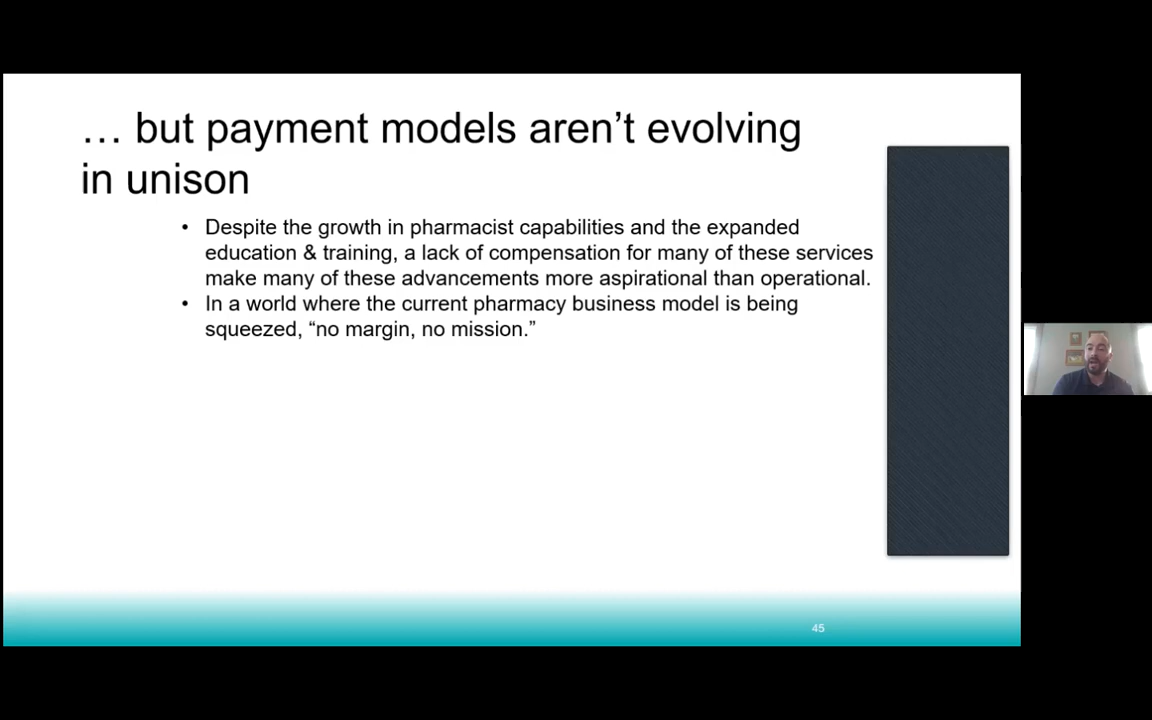 … but payment models aren’t evolving
in unison
• Despite the growth in pharmacist capabilities and the expanded
education & training, a lack of compensation for many of these services
make many of these advancements more aspirational than operational.
• In a world where the current pharmacy business model is being
squeezed, “no margin, no mission.”
45